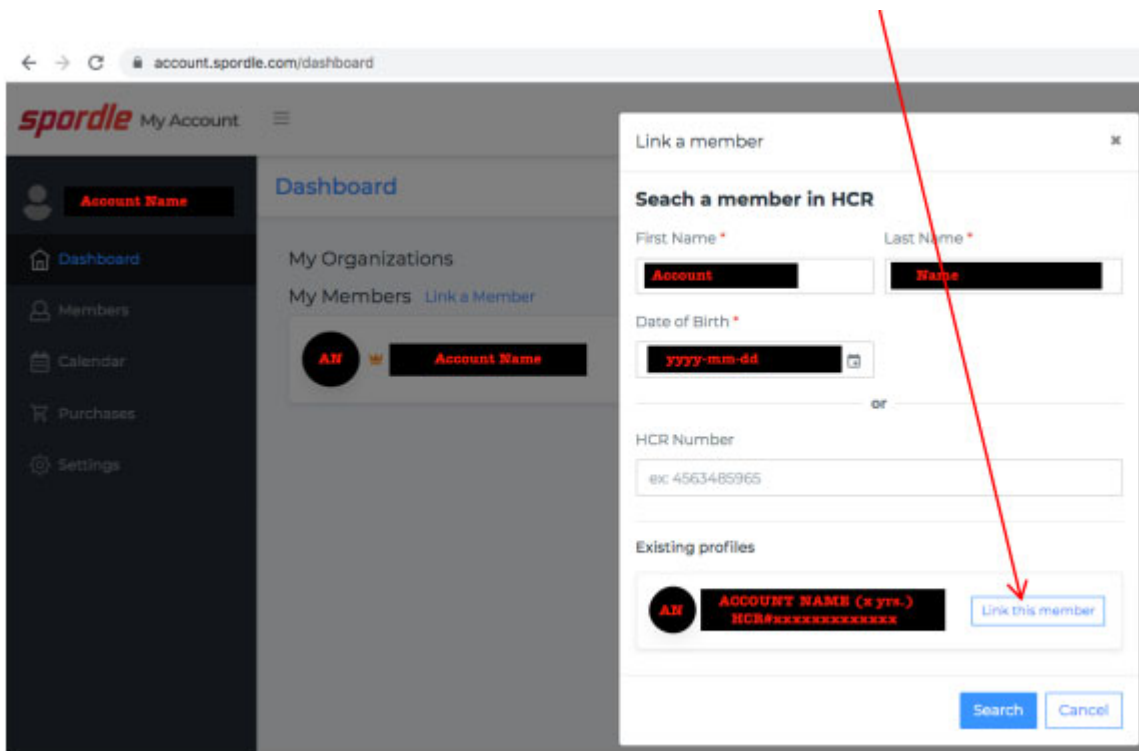 account.spordle.com/dashboard
spordle My Account
Account Name
Dashboard
Members
Calendar
Purchases
Settings
Dashboard
My Organizations
My Members Link a Member
AN Account Name
Link a member
Seach a member in HCR
First Name * Last Name *
Account Name
Date of Birth *
yyyy-mm-dd
or
HCR Number
ex: 4563485965
Existing profiles
AN ACCOUNT NAME (x yrs.)
HCR#xxxxxxxxxxxxx
Link this member
Search Cancel